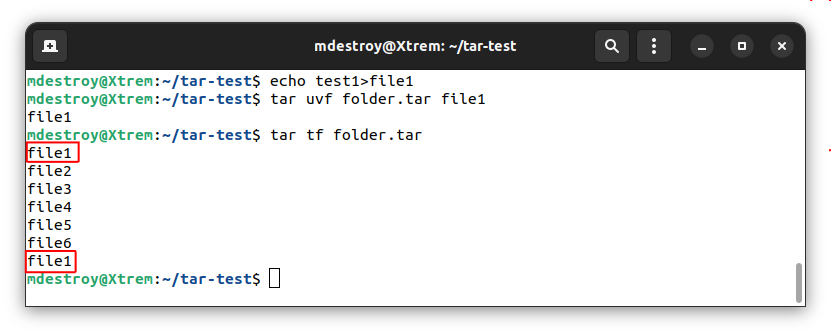 mdestroy@Xtrem: ~/tar-test
mdestroy@Xtrem:~/tar-test$ echo test1>file1
mdestroy@Xtrem:~/tar-test$ tar uvf folder.tar file1
file1
mdestroy@Xtrem:~/tar-test$ tar tf folder.tar
file1
file2
file3
file4
file5
file6
file1
mdestroy@Xtrem:~/tar-test$